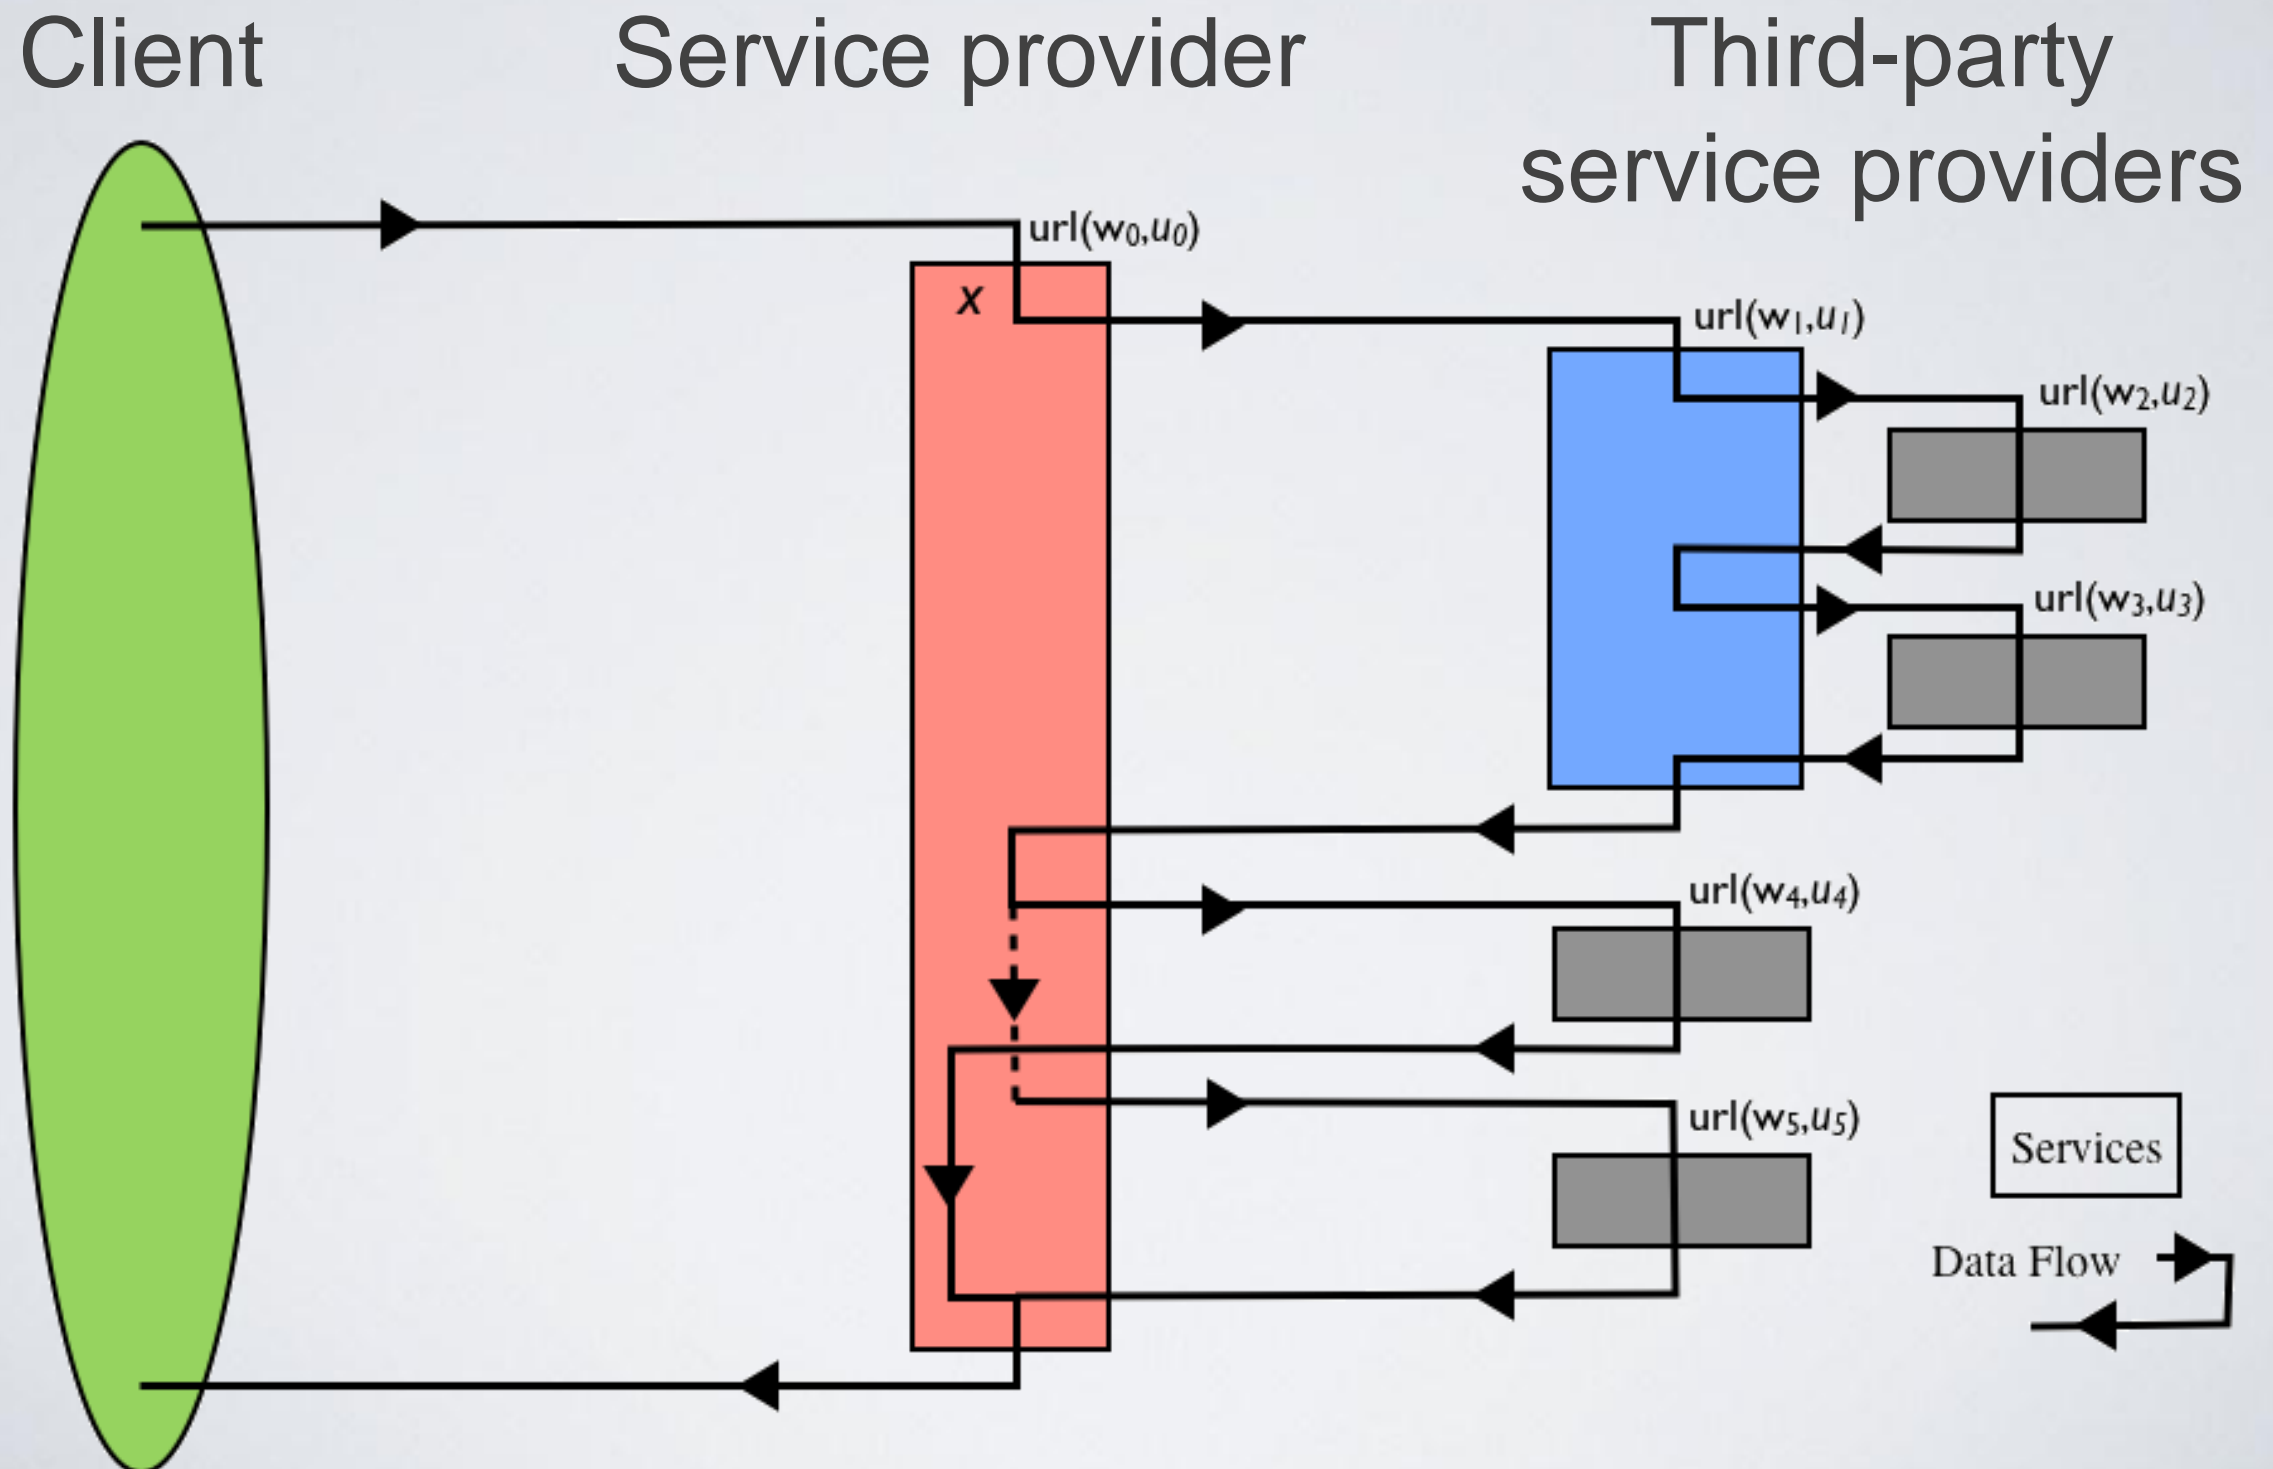 Client
Service provider
Third-party
service providers
url(w₀,u₀)
x
url(w₁,u₁)
url(w₂,u₂)
url(w₃,u₃)
url(w₄,u₄)
url(w₅,u₅)
Services
Data Flow